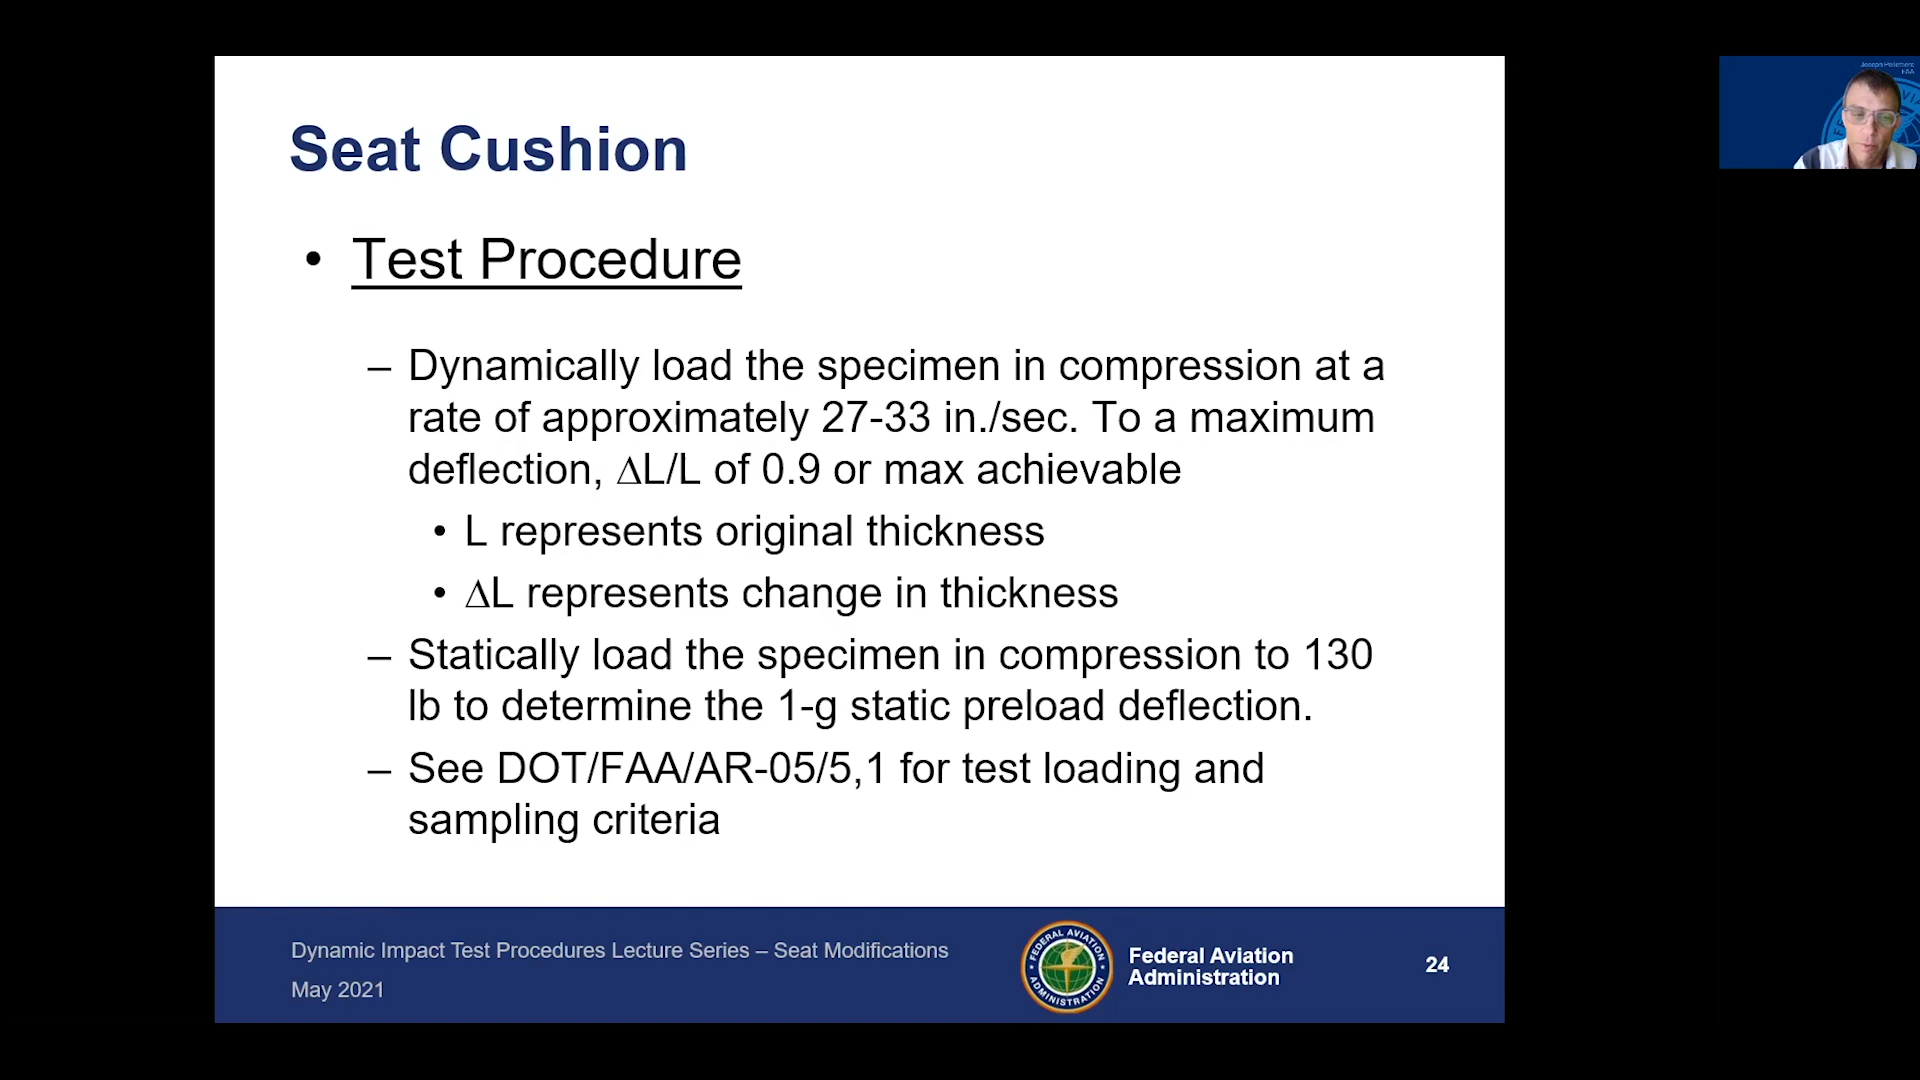 Seat Cushion
• Test Procedure
– Dynamically load the specimen in compression at a
rate of approximately 27-33 in./sec. To a maximum
deflection, ΔL/L of 0.9 or max achievable
• L represents original thickness
• ΔL represents change in thickness
– Statically load the specimen in compression to 130
lb to determine the 1-g static preload deflection.
– See DOT/FAA/AR-05/5,1 for test loading and
sampling criteria
Dynamic Impact Test Procedures Lecture Series – Seat Modifications
May 2021
FEDERAL AVIATION
ADMINISTRATION
Federal Aviation
Administration
24
FAA